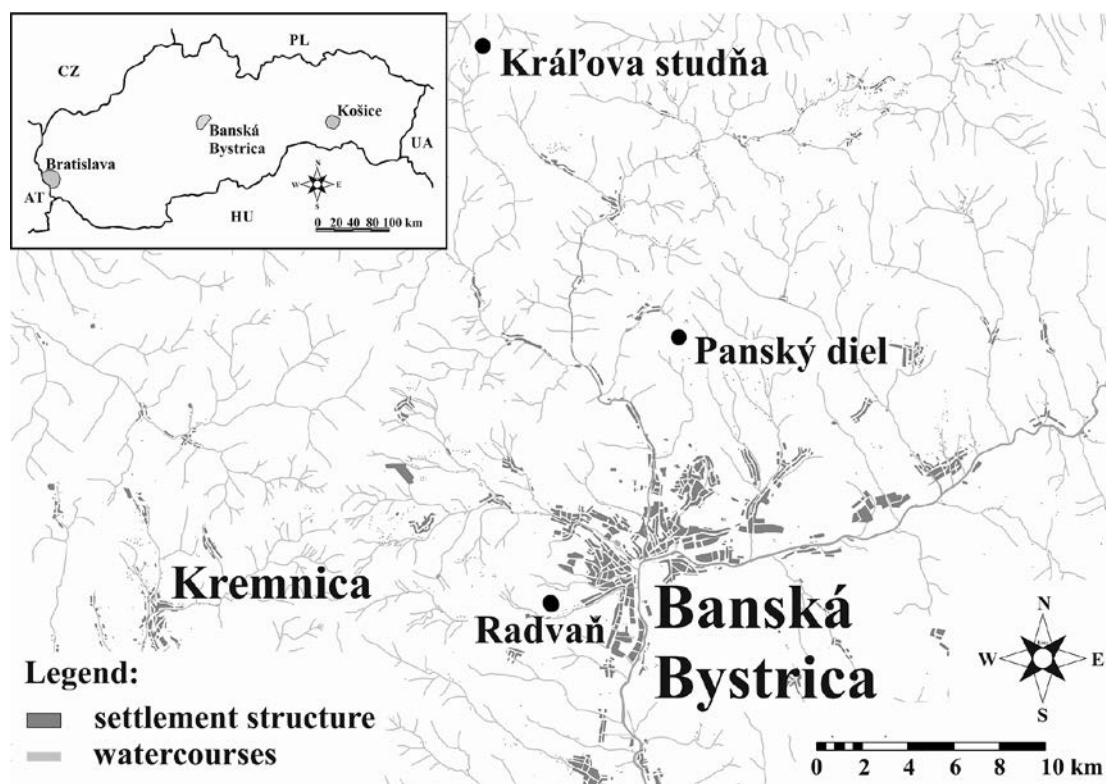 PL
CZ
Košice
Banská
Bystrica
UA
Bratislava
AT
N
W E
S
HU
0 20 40 60 80 100 km
Kráľova studňa
Panský diel
Kremnica
Radvaň
Banská
Bystrica
N
W E
S
Legend:
settlement structure
watercourses
0 2 4 6 8 10 km